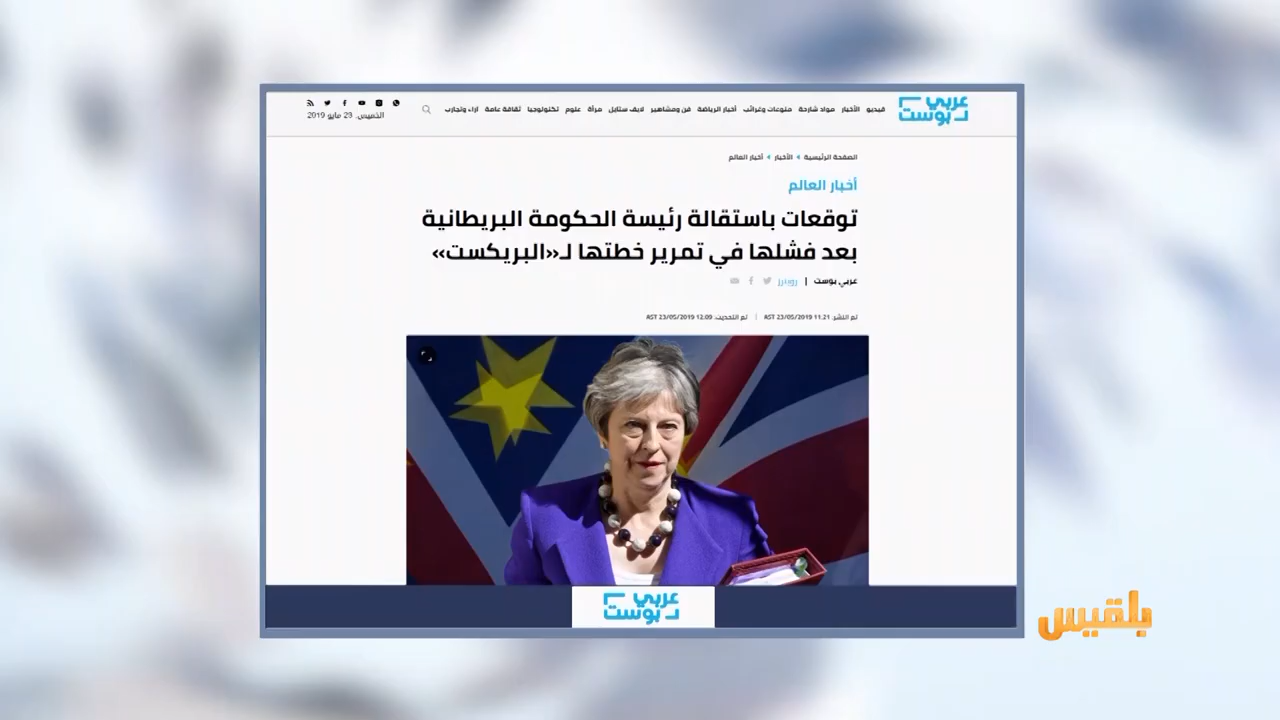 عربي
بوست
فيديو الأخبار مواد شارحة منوعات وغرائب أخبار الرياضة فن ومشاهير لايف ستايل مرأة علوم تكنولوجيا ثقافة عامة آراء وتجارب
الخميس، 23 مايو 2019
الصفحة الرئيسية الأخبار أخبار العالم
أخبار العالم
توقعات باستقالة رئيسة الحكومة البريطانية
بعد فشلها في تمرير خطتها لـ«البريكست»
عربي بوست | رويترز
تم النشر: 11:21 23/05/2019 AST | تم التحديث: 12:09 23/05/2019 AST
عربي
بوست
بلقيس